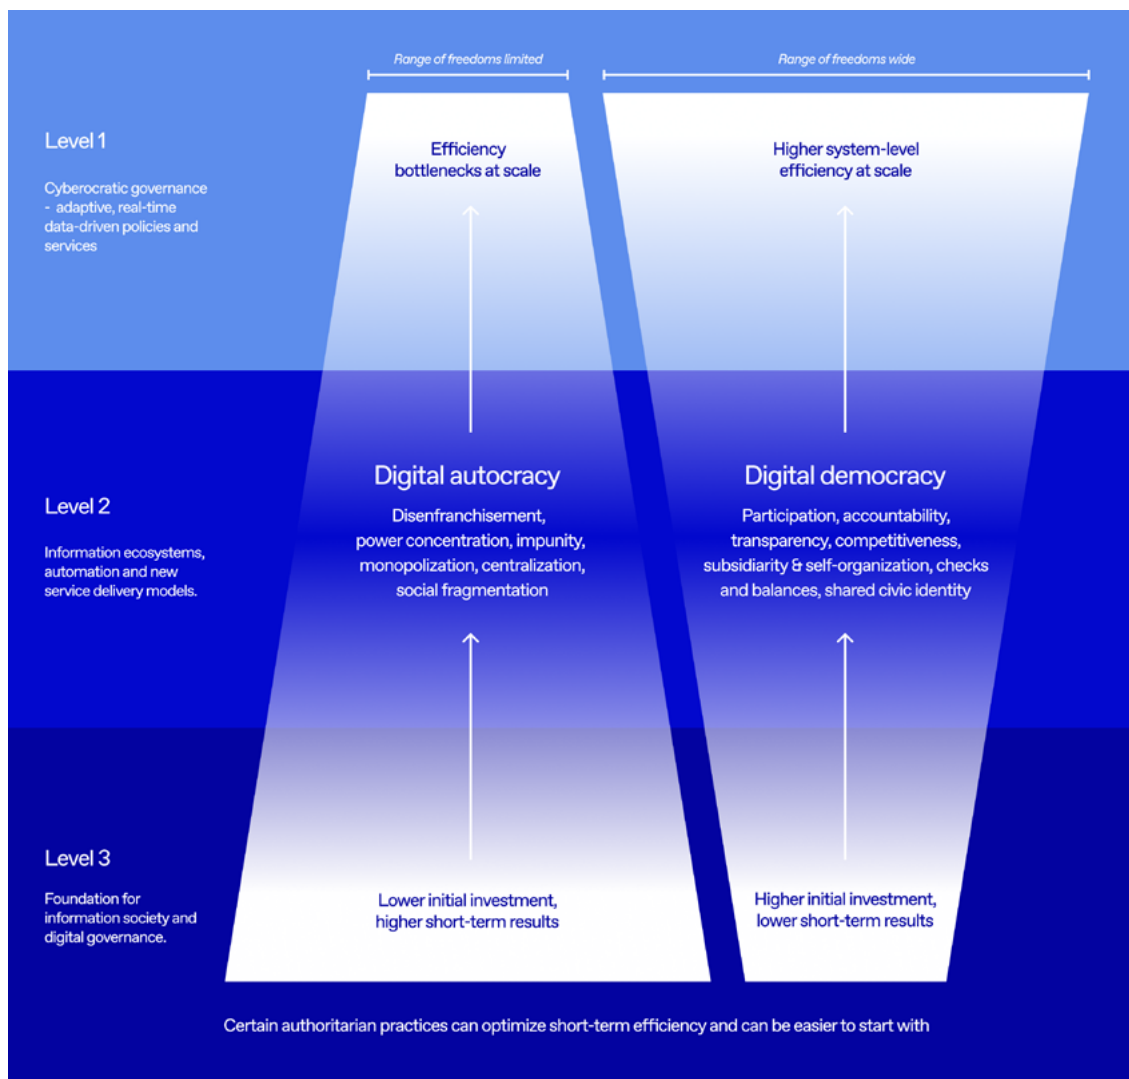 Range of freedoms limited
Range of freedoms wide
Level 1
Cyberocratic governance
- adaptive, real-time
data-driven policies and
services
Efficiency
bottlenecks at scale
Higher system-level
efficiency at scale
Level 2
Information ecosystems,
automation and new
service delivery models.
Digital autocracy
Disenfranchisement,
power concentration, impunity,
monopolization, centralization,
social fragmentation
Digital democracy
Participation, accountability,
transparency, competitiveness,
subsidiarity & self-organization, checks
and balances, shared civic identity
Level 3
Foundation for
information society and
digital governance.
Lower initial investment,
higher short-term results
Higher initial investment,
lower short-term results
Certain authoritarian practices can optimize short-term efficiency and can be easier to start with